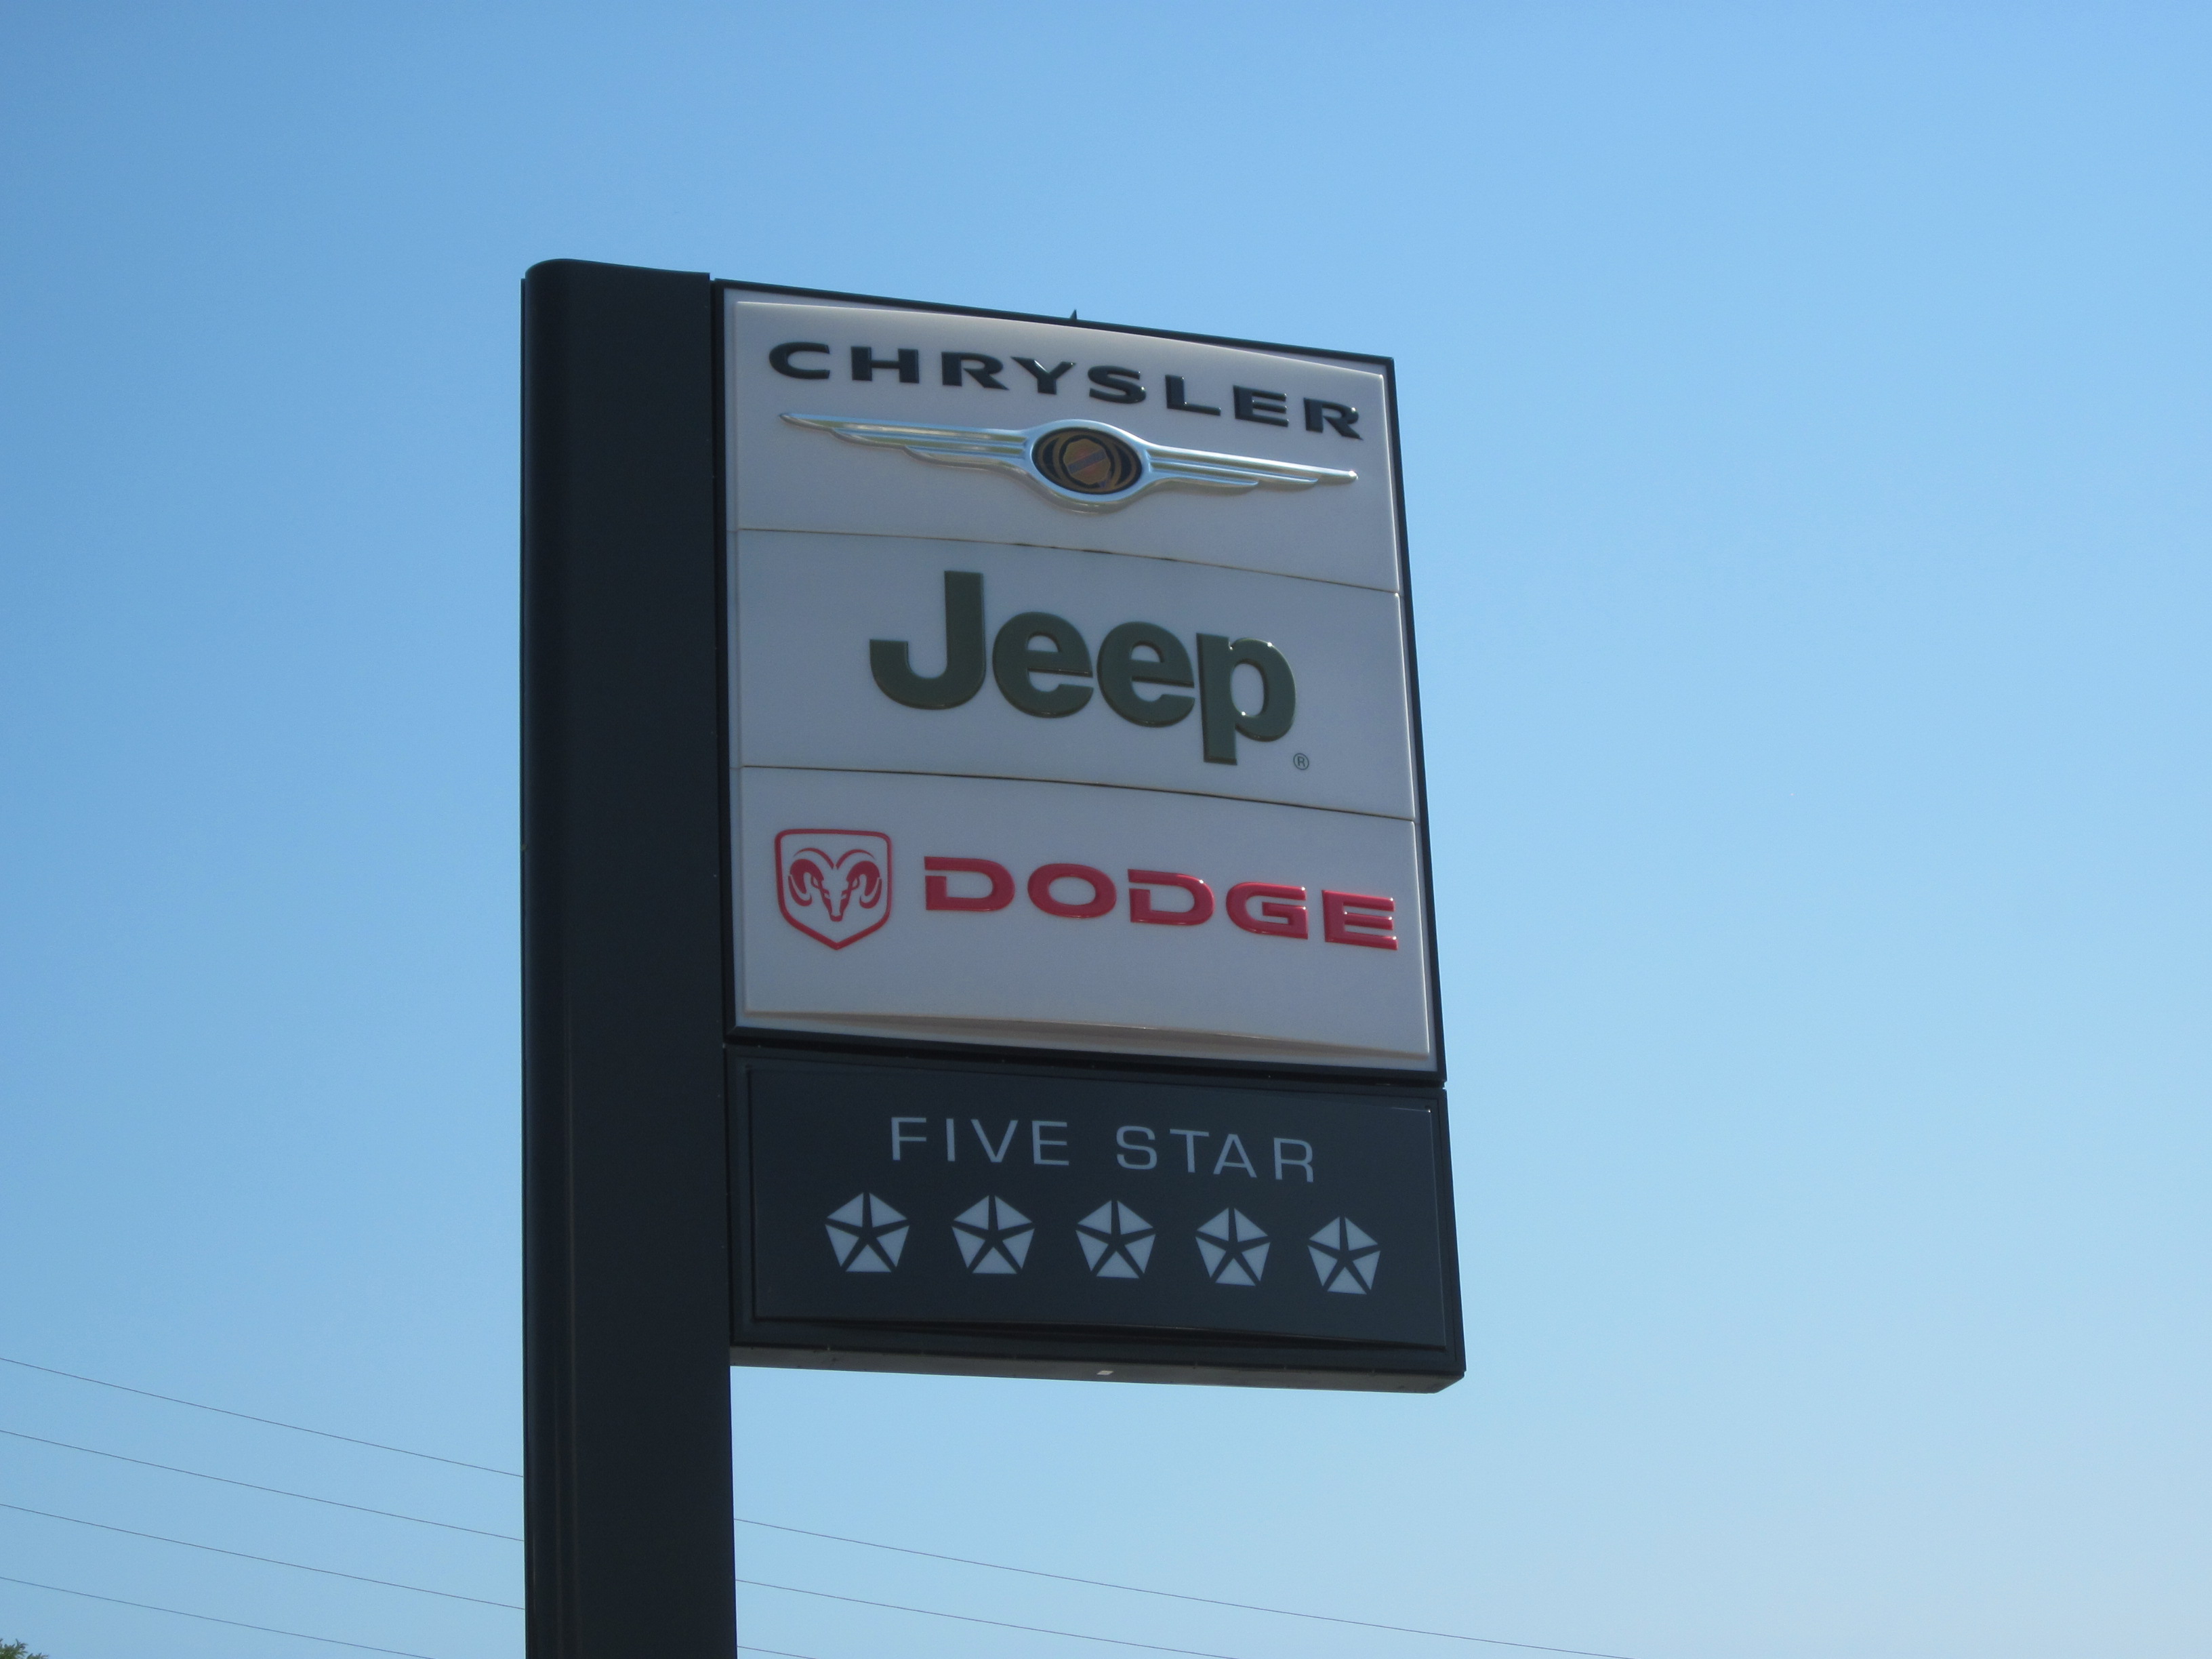 CHRYSLER
Jeep®
DODGE
FIVE STAR